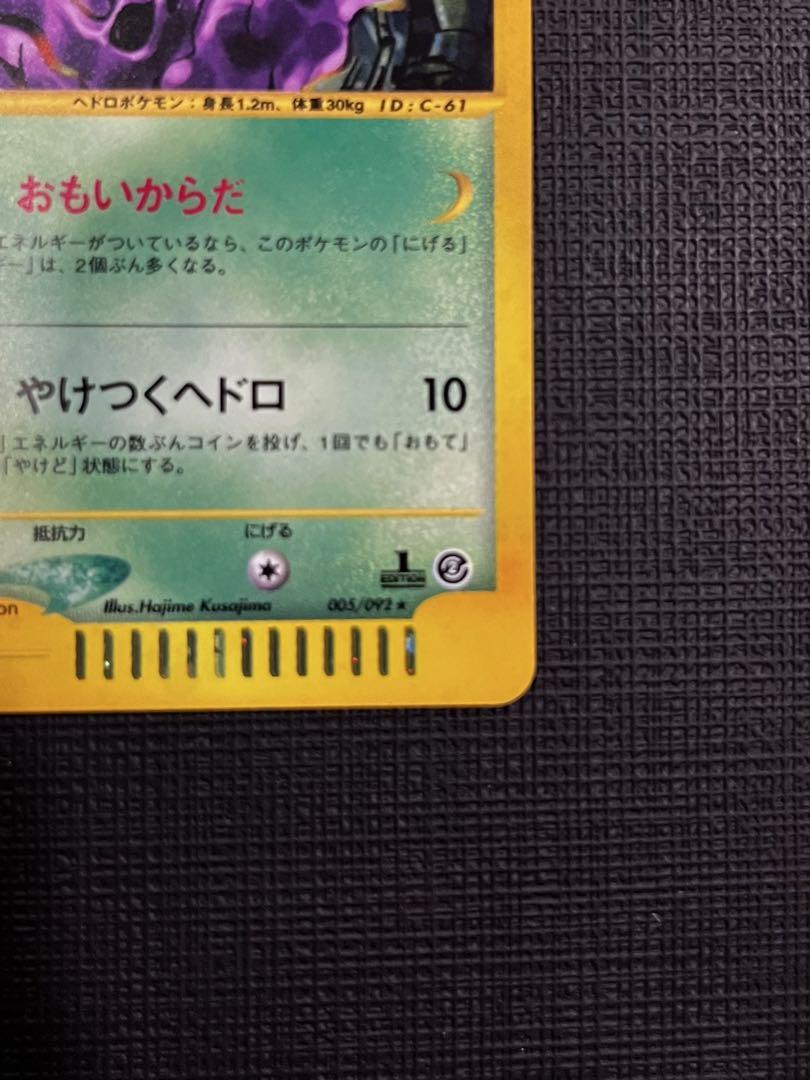 ヘドロポケモン：身長1.2m、体重30kg ID:C-61
おもいからだ
エネルギーがついているなら、このポケモンの「にげる」
ー」は、2個ぶん多くなる。
やけつくヘドロ 10
」エネルギーの数ぶんコインを投げ、1回でも「おもて」
「やけど」状態にする。
抵抗力 にげる
1
EDITION
on Illus.Hajime Kusajima 005/092 ★